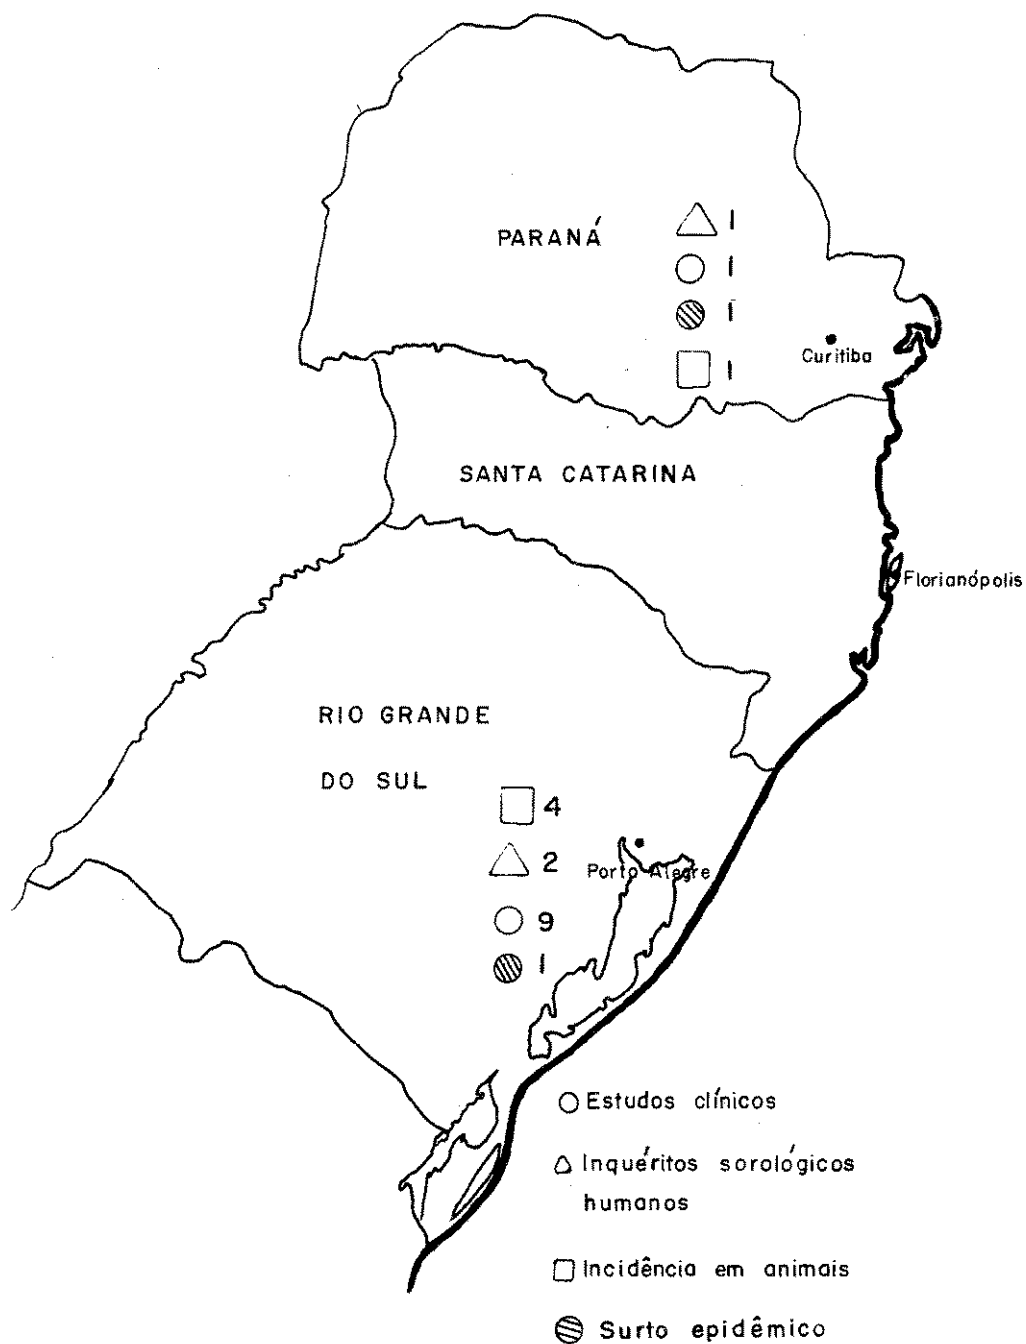 PARANÁ
1
1
1
1
Curitiba
SANTA CATARINA
Florianópolis
RIO GRANDE
DO SUL
4
2
Porto Alegre
9
1
Estudos clínicos
Inquéritos sorológicos
humanos
Incidência em animais
Surto epidêmico